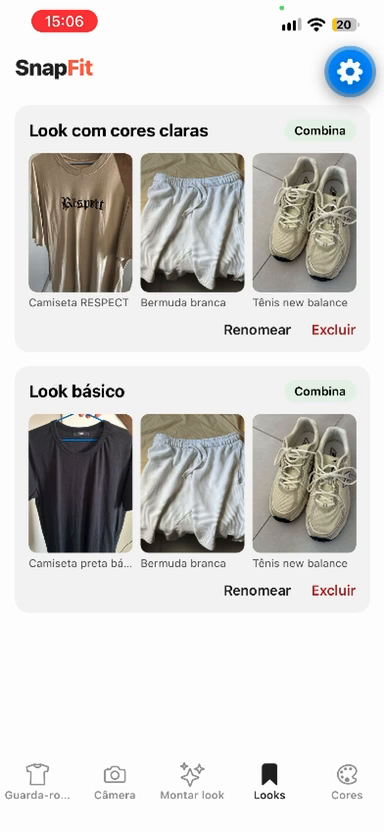 15:06
20
SnapFit
Look com cores claras
Combina
Respect
Camiseta RESPECT
Bermuda branca
Tênis new balance
Renomear
Excluir
Look básico
Combina
Camiseta preta bá...
Bermuda branca
Tênis new balance
Renomear
Excluir
Guarda-ro...
Câmera
Montar look
Looks
Cores